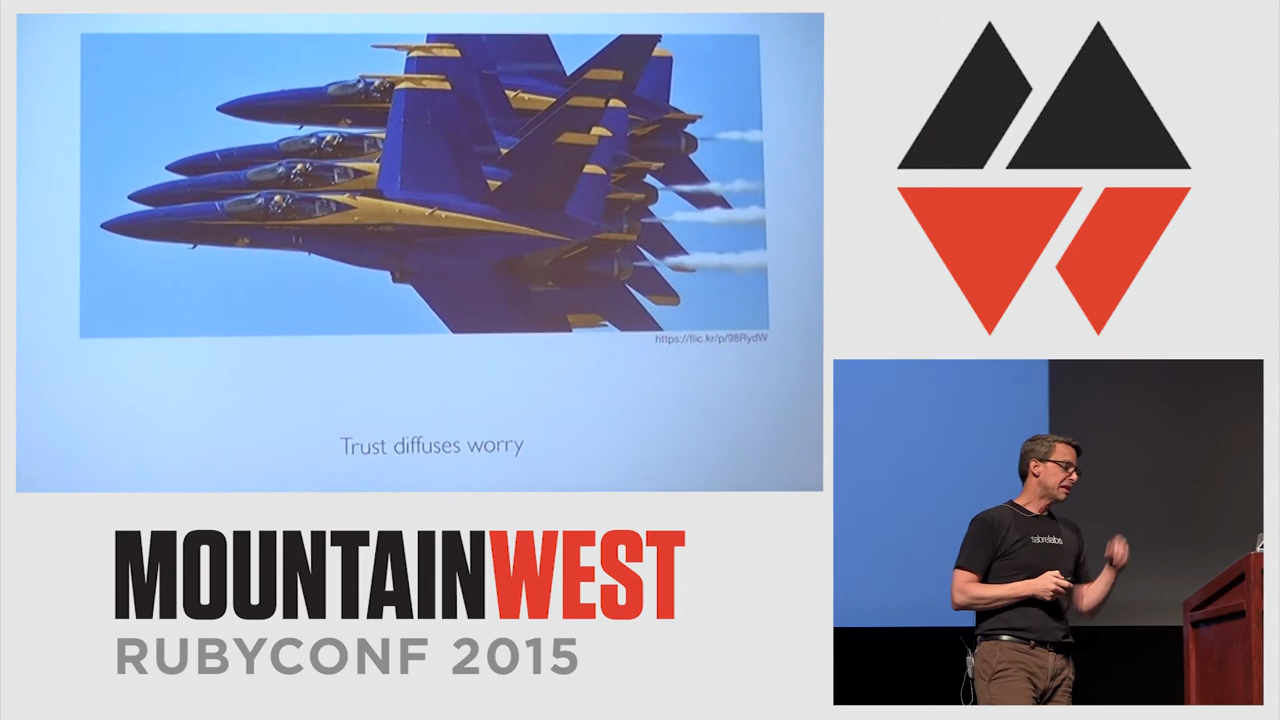 https://flic.kr/p/98RydW
Trust diffuses worry
MOUNTAINWEST
RUBYCONF 2015
sabrelabs